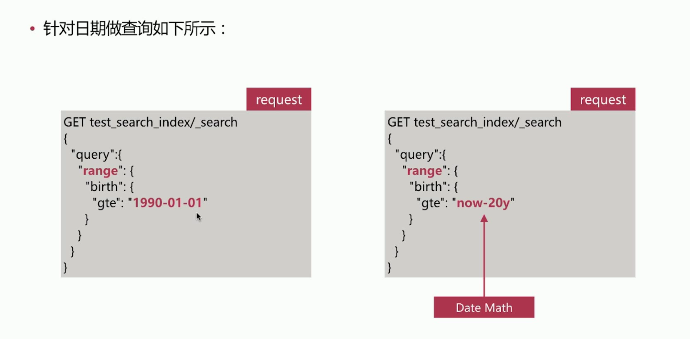 • 针对日期做查询如下所示：
request
GET test_search_index/_search
{
"query":{
"range": {
"birth": {
"gte": "1990-01-01"
}
}
}
}
request
GET test_search_index/_search
{
"query":{
"range": {
"birth": {
"gte": "now-20y"
}
}
}
}
Date Math